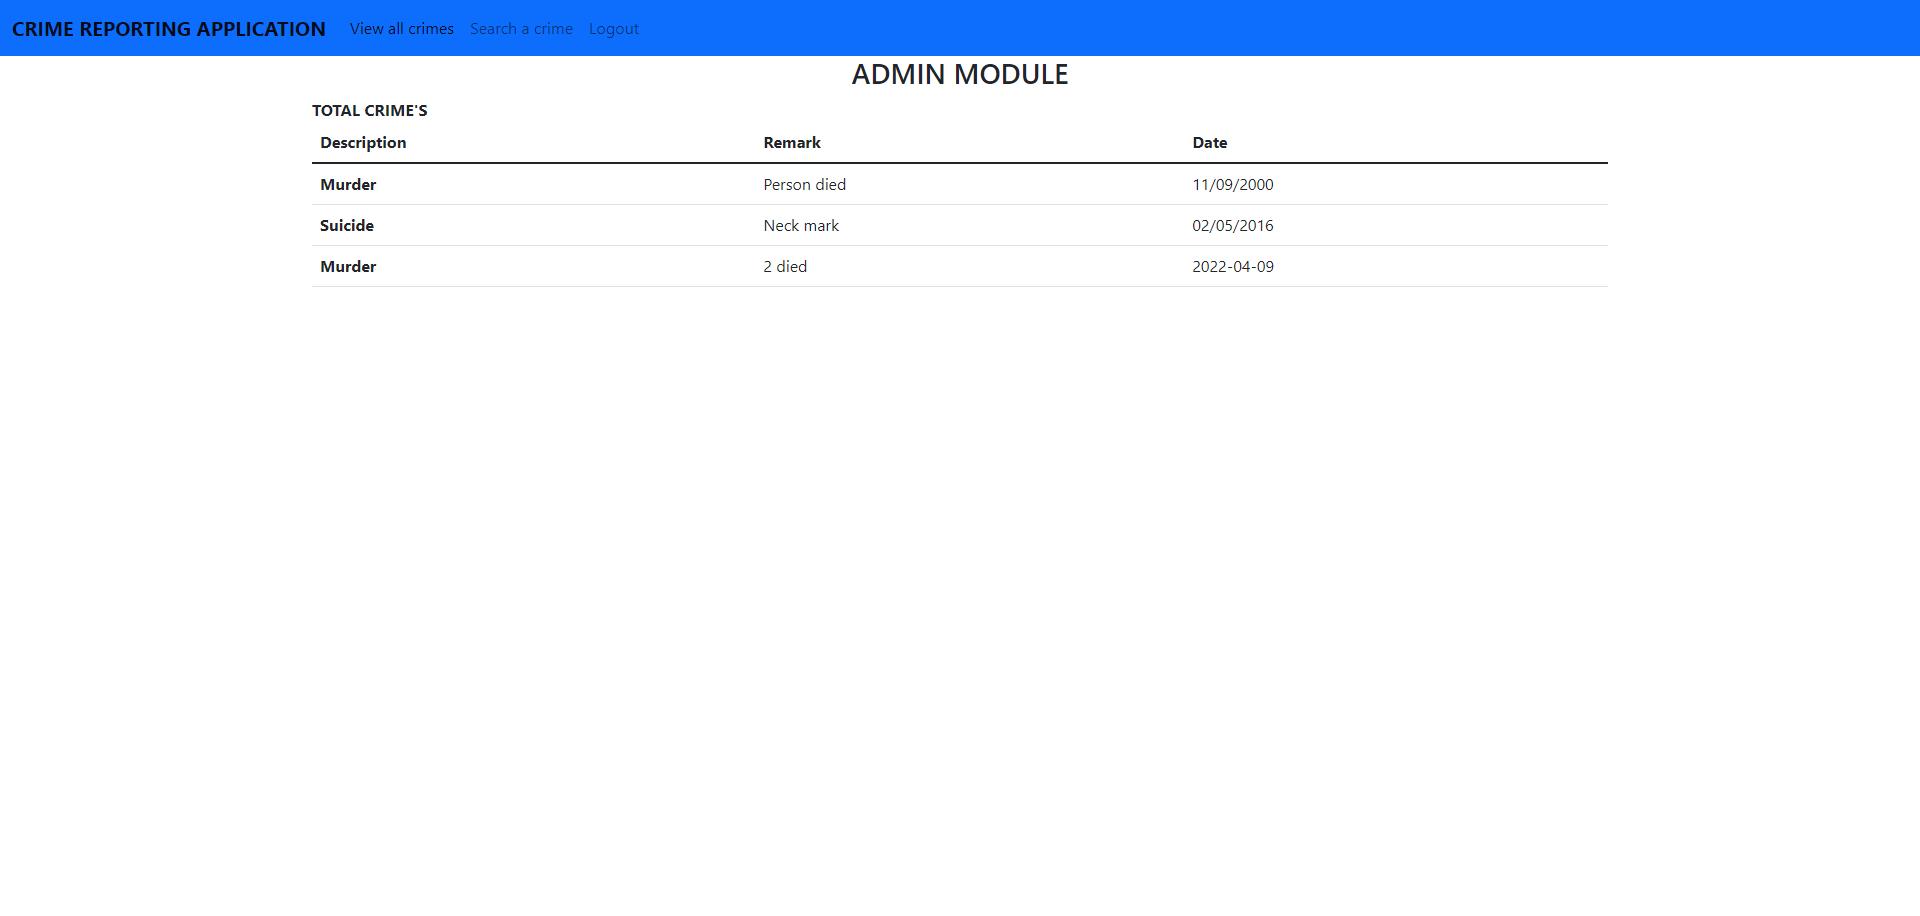 CRIME REPORTING APPLICATION View all crimes Search a crime Logout
ADMIN MODULE
TOTAL CRIME'S
Description Remark Date
Murder Person died 11/09/2000
Suicide Neck mark 02/05/2016
Murder 2 died 2022-04-09